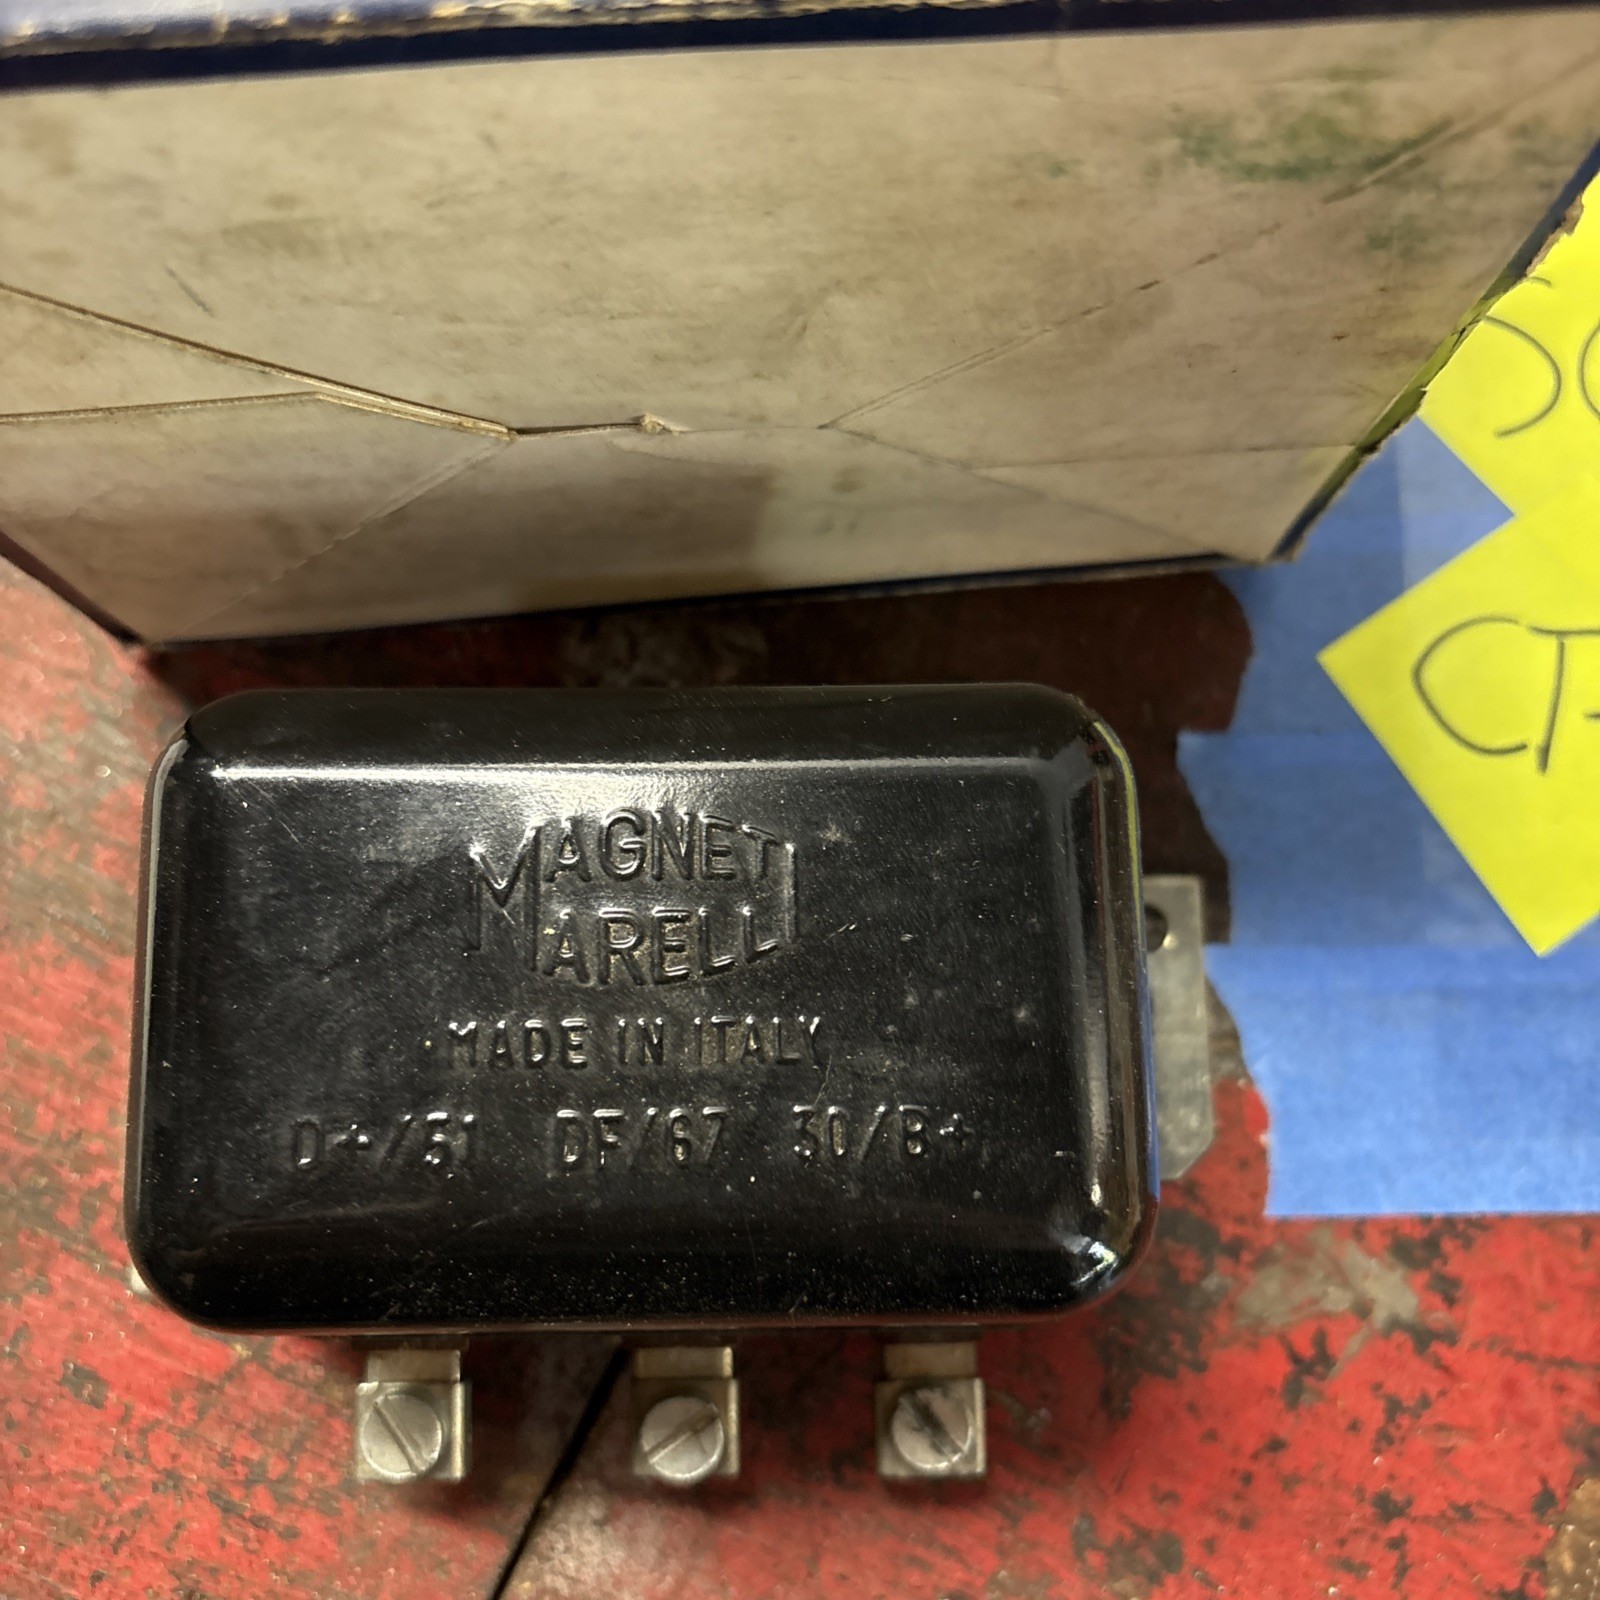 MAGNETI
MARELLI
MADE IN ITALY
D+/51 DF/67 30/B+